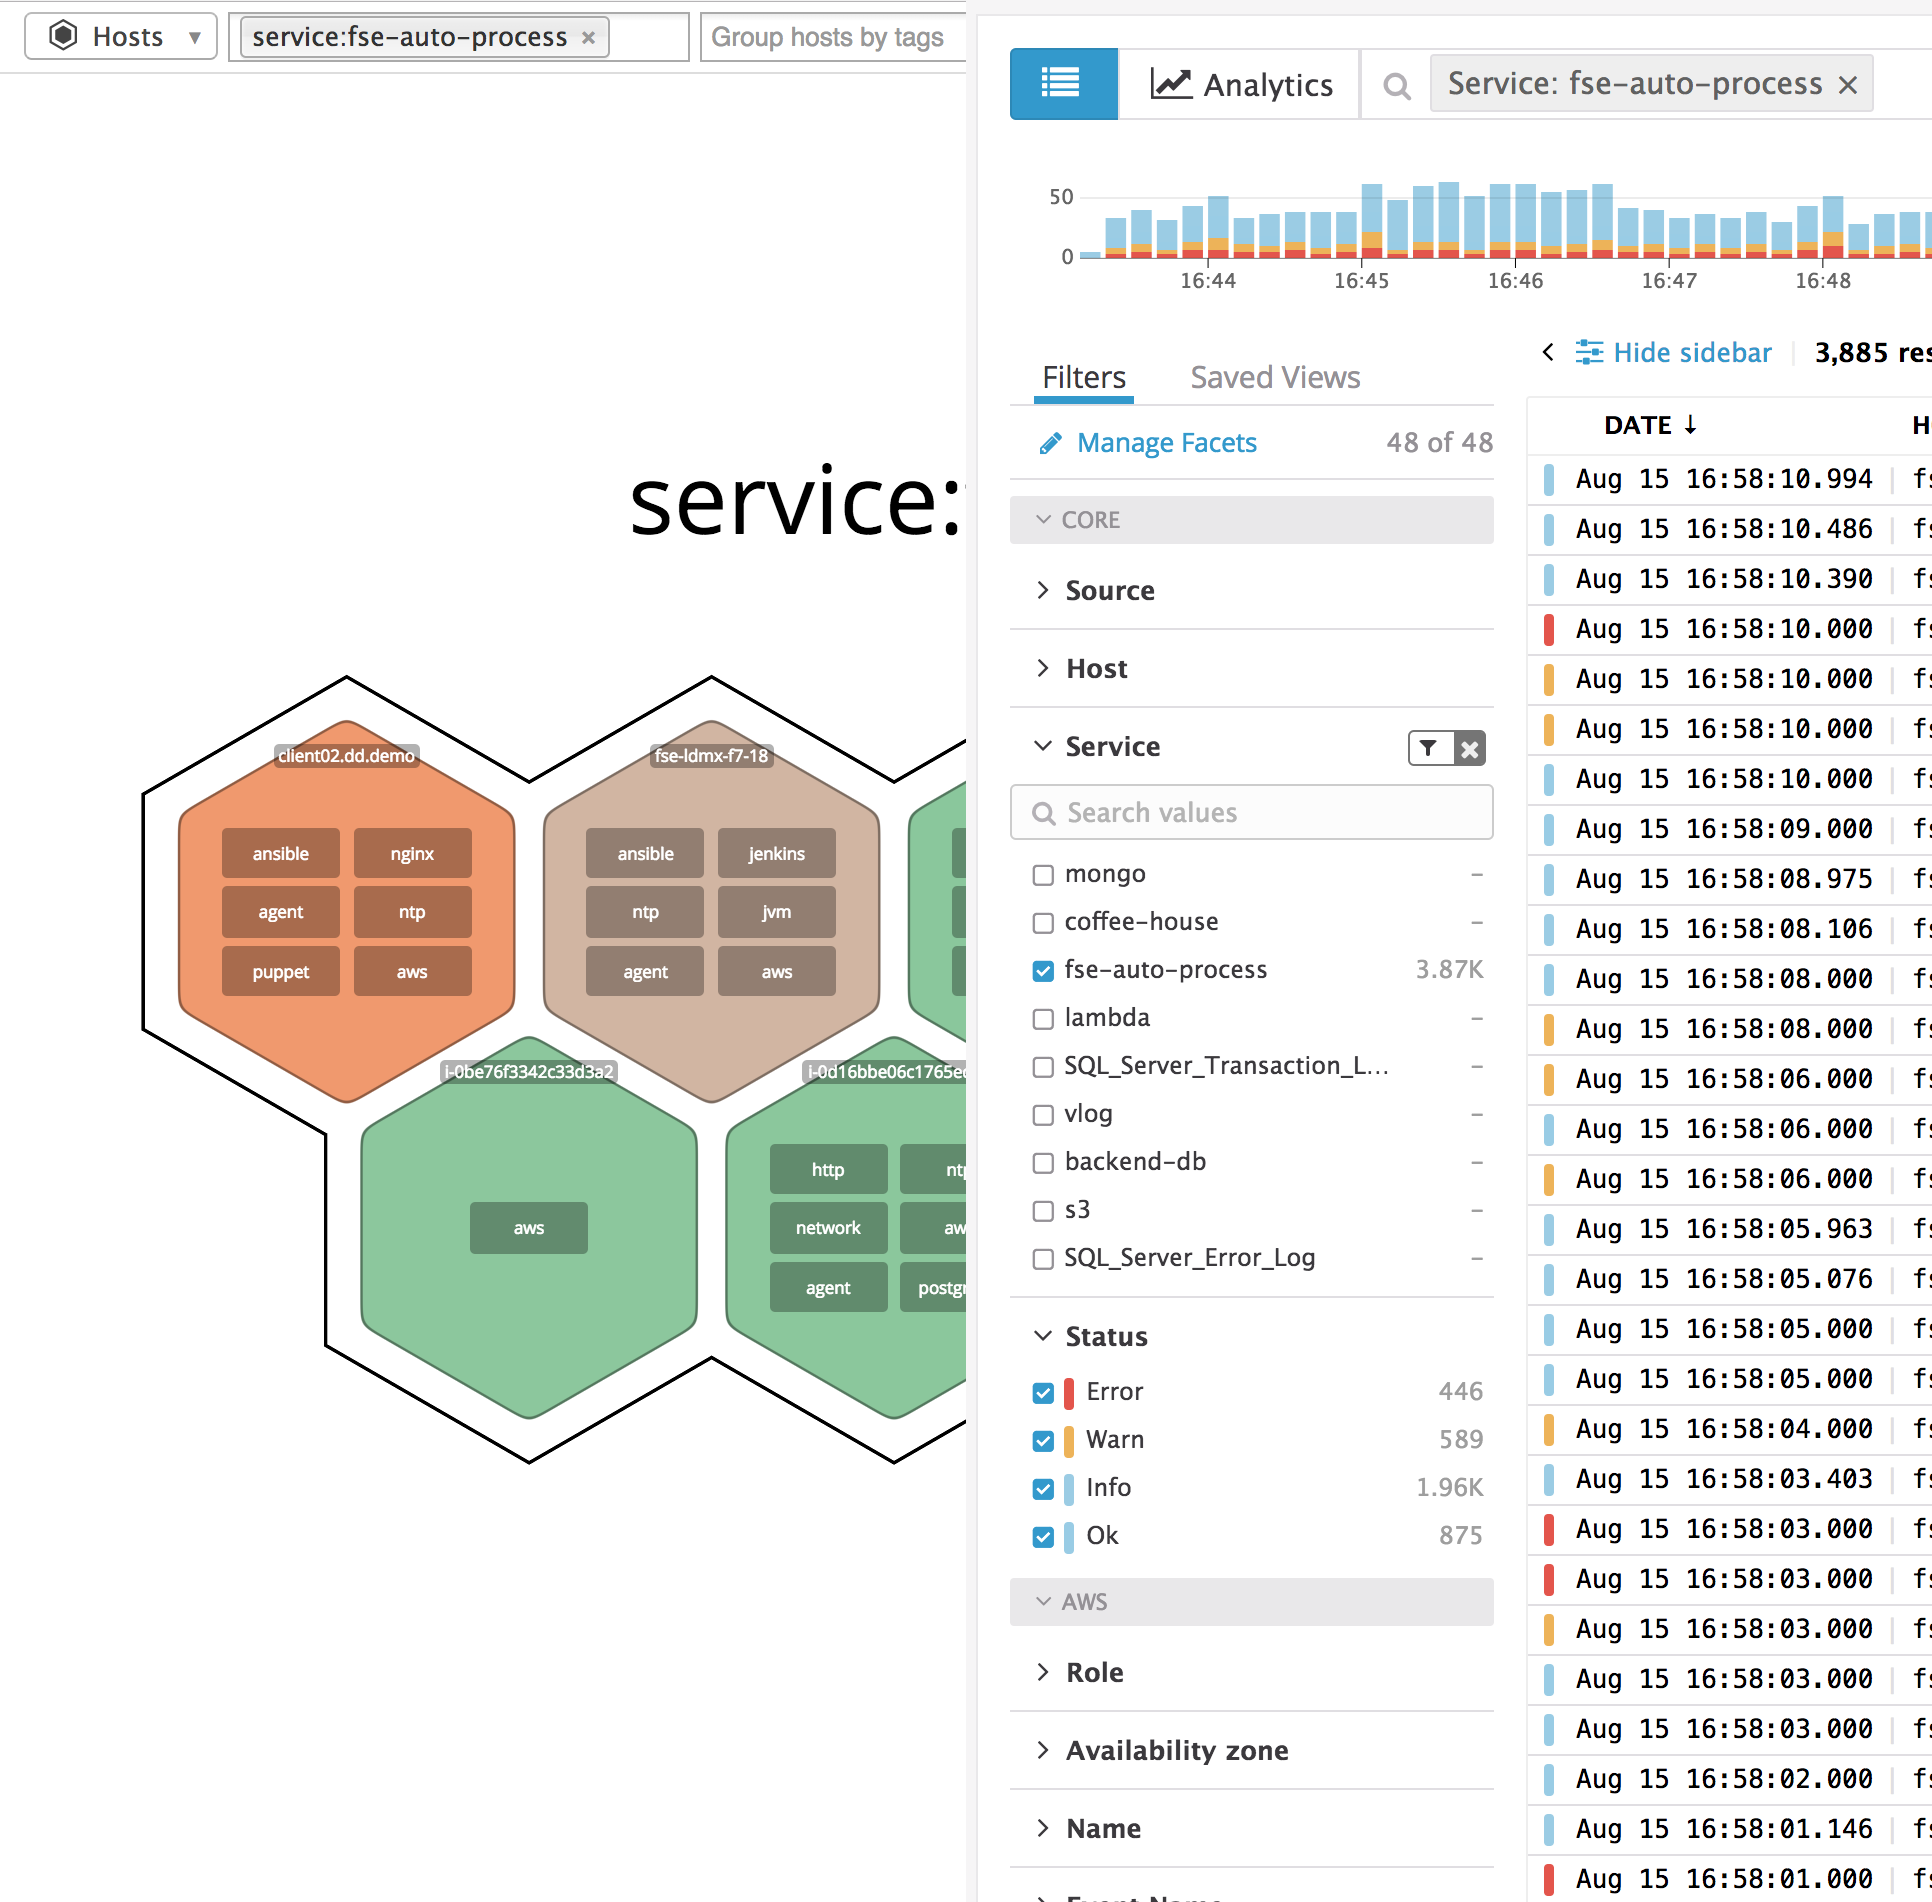 Hosts ▼
service:fse-auto-process ×
Group hosts by tags
service:
client02.dd.demo
ansible nginx
agent ntp
puppet aws
fse-ldmx-f7-18
ansible jenkins
ntp jvm
agent aws
i-0be76f3342c33d3a2
aws
i-0d16bbe06c1765e
http
network
agent
Analytics
Service: fse-auto-process ×
50
0
16:44 16:45 16:46 16:47 16:48
Filters Saved Views
Manage Facets 48 of 48
CORE
Source
Host
Service
Search values
mongo –
coffee-house –
fse-auto-process 3.87K
lambda –
SQL_Server_Transaction_L... –
vlog –
backend-db –
s3 –
SQL_Server_Error_Log –
Status
Error 446
Warn 589
Info 1.96K
Ok 875
AWS
Role
Availability zone
Name
Hide sidebar 3,885 res
DATE ↓ H
Aug 15 16:58:10.994
Aug 15 16:58:10.486
Aug 15 16:58:10.390
Aug 15 16:58:10.000
Aug 15 16:58:10.000
Aug 15 16:58:10.000
Aug 15 16:58:10.000
Aug 15 16:58:09.000
Aug 15 16:58:08.975
Aug 15 16:58:08.106
Aug 15 16:58:08.000
Aug 15 16:58:08.000
Aug 15 16:58:06.000
Aug 15 16:58:06.000
Aug 15 16:58:06.000
Aug 15 16:58:05.963
Aug 15 16:58:05.076
Aug 15 16:58:05.000
Aug 15 16:58:05.000
Aug 15 16:58:04.000
Aug 15 16:58:03.403
Aug 15 16:58:03.000
Aug 15 16:58:03.000
Aug 15 16:58:03.000
Aug 15 16:58:03.000
Aug 15 16:58:03.000
Aug 15 16:58:02.000
Aug 15 16:58:01.146
Aug 15 16:58:01.000